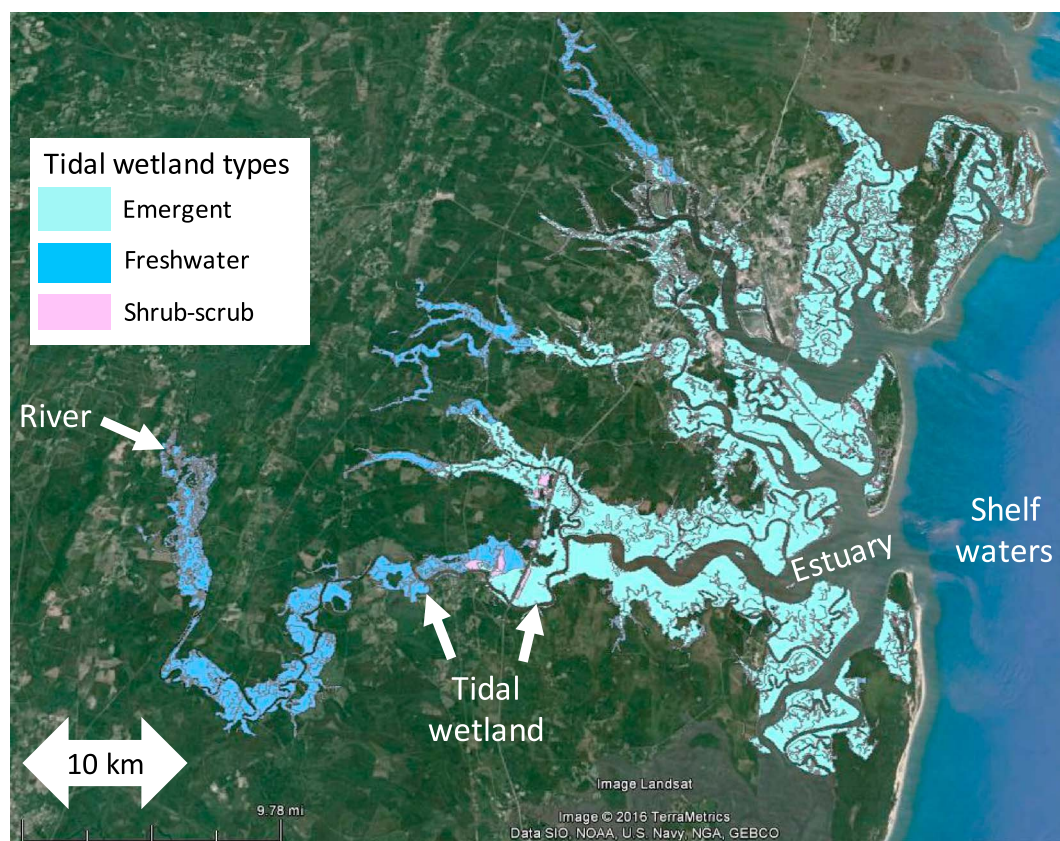 Tidal wetland types
Emergent
Freshwater
Shrub-scrub
River
Shelf
waters
Estuary
Tidal
wetland
10 km
9.78 mi
Image Landsat
Image © 2016 TerraMetrics
Data SIO, NOAA, U.S. Navy, NGA, GEBCO